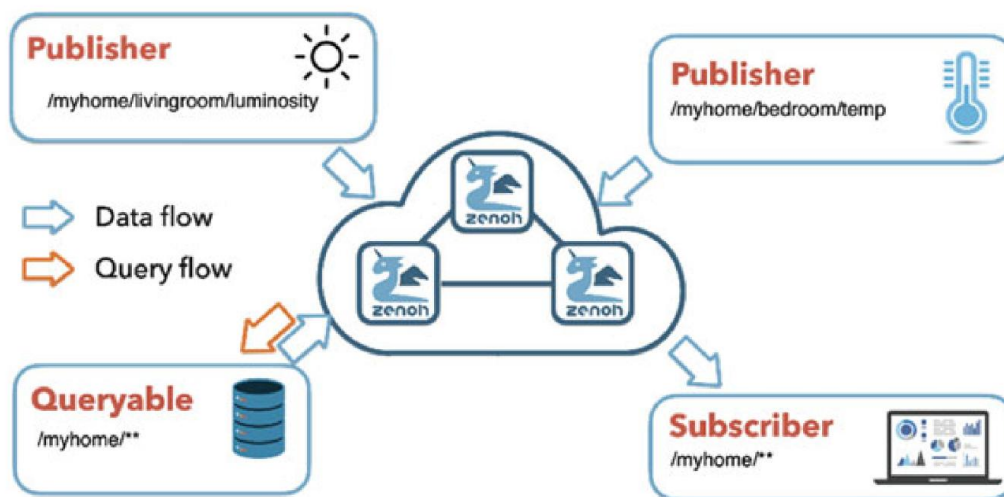 Publisher
/myhome/livingroom/luminosity
Publisher
/myhome/bedroom/temp
zenoh
Data flow
Query flow
zenoh
zenoh
Queryable
/myhome/**
Subscriber
/myhome/**